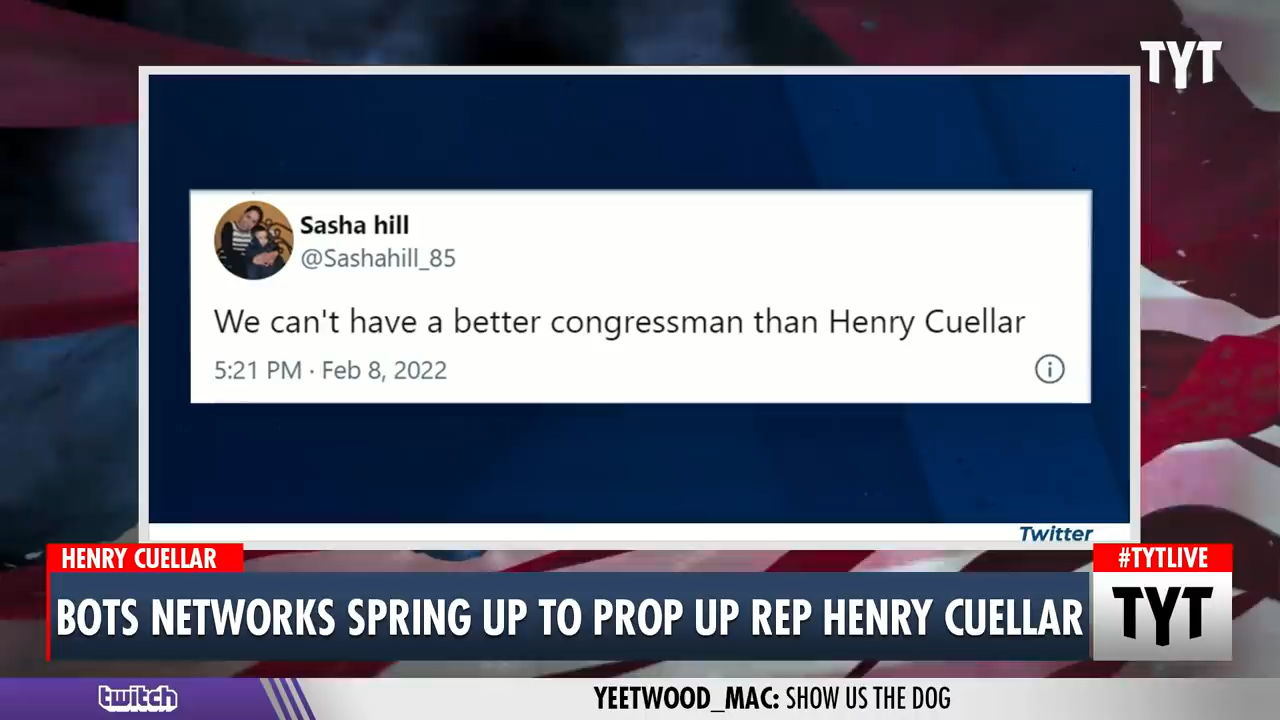 TYT
Sasha hill
@Sashahill_85
We can't have a better congressman than Henry Cuellar
5:21 PM · Feb 8, 2022
Twitter
HENRY CUELLAR
#TYTLIVE
BOTS NETWORKS SPRING UP TO PROP UP REP HENRY CUELLAR
TYT
twitch
YEETWOOD_MAC: SHOW US THE DOG